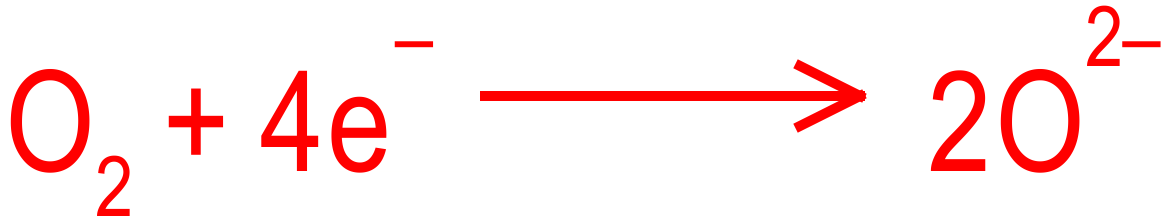 O₂ + 4e⁻ ⟶ 2O²⁻